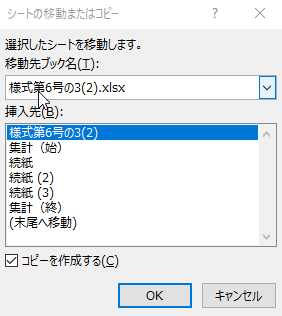 シートの移動またはコピー
選択したシートを移動します。
移動先ブック名(T):
様式第6号の3(2).xlsx
挿入先(B):
様式第6号の3(2)
集計（始）
続紙
続紙 (2)
続紙 (3)
集計（終）
(末尾へ移動)
コピーを作成する(C)
OK
キャンセル